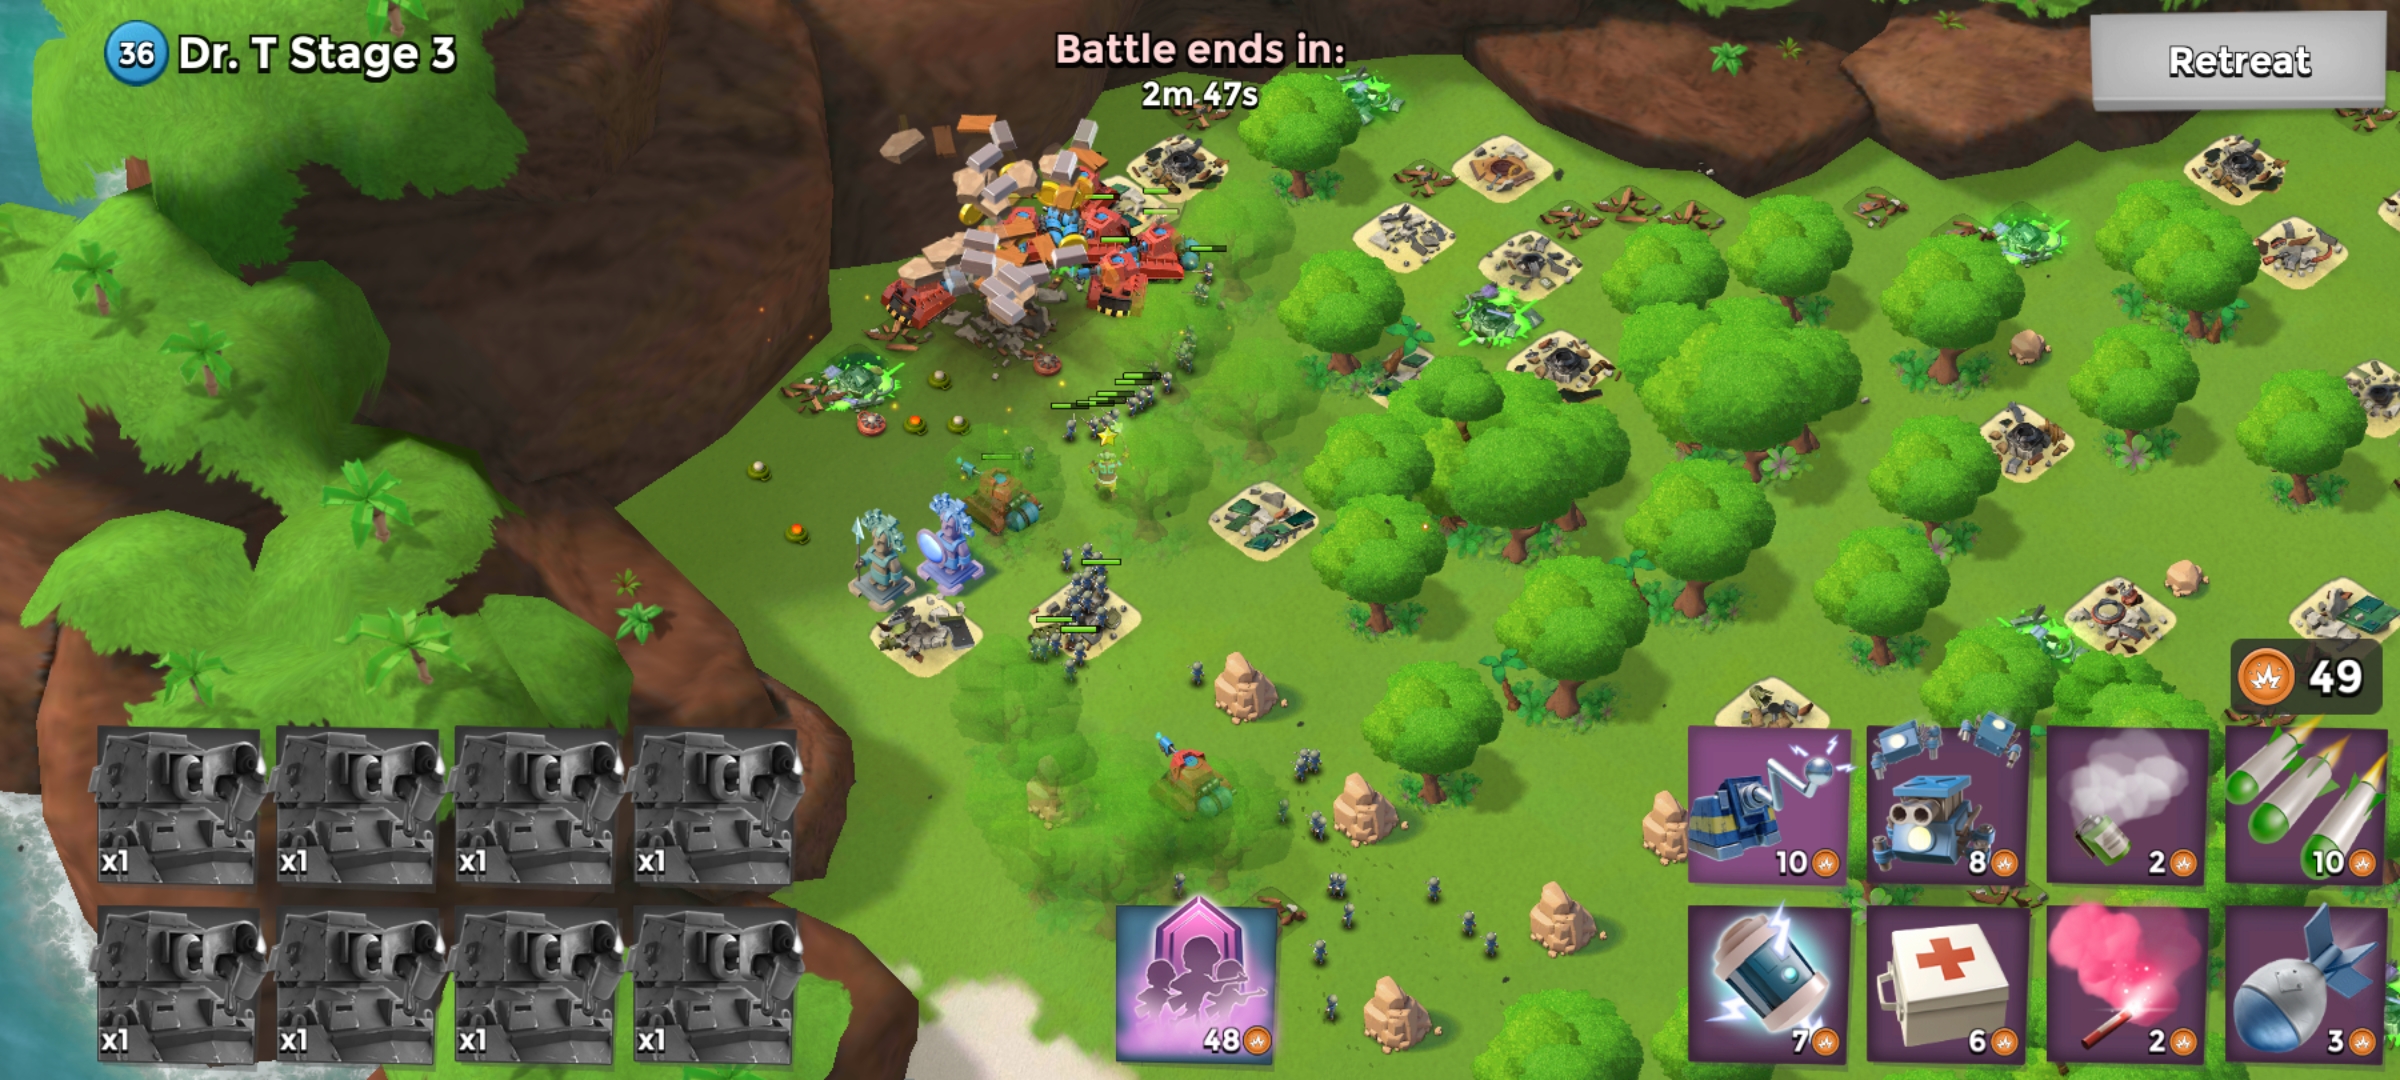 36 Dr. T Stage 3
Battle ends in:
2m 47s
Retreat
49
x1 x1 x1 x1
10 8 2 10
x1 x1 x1 x1
48
7 6 2 3